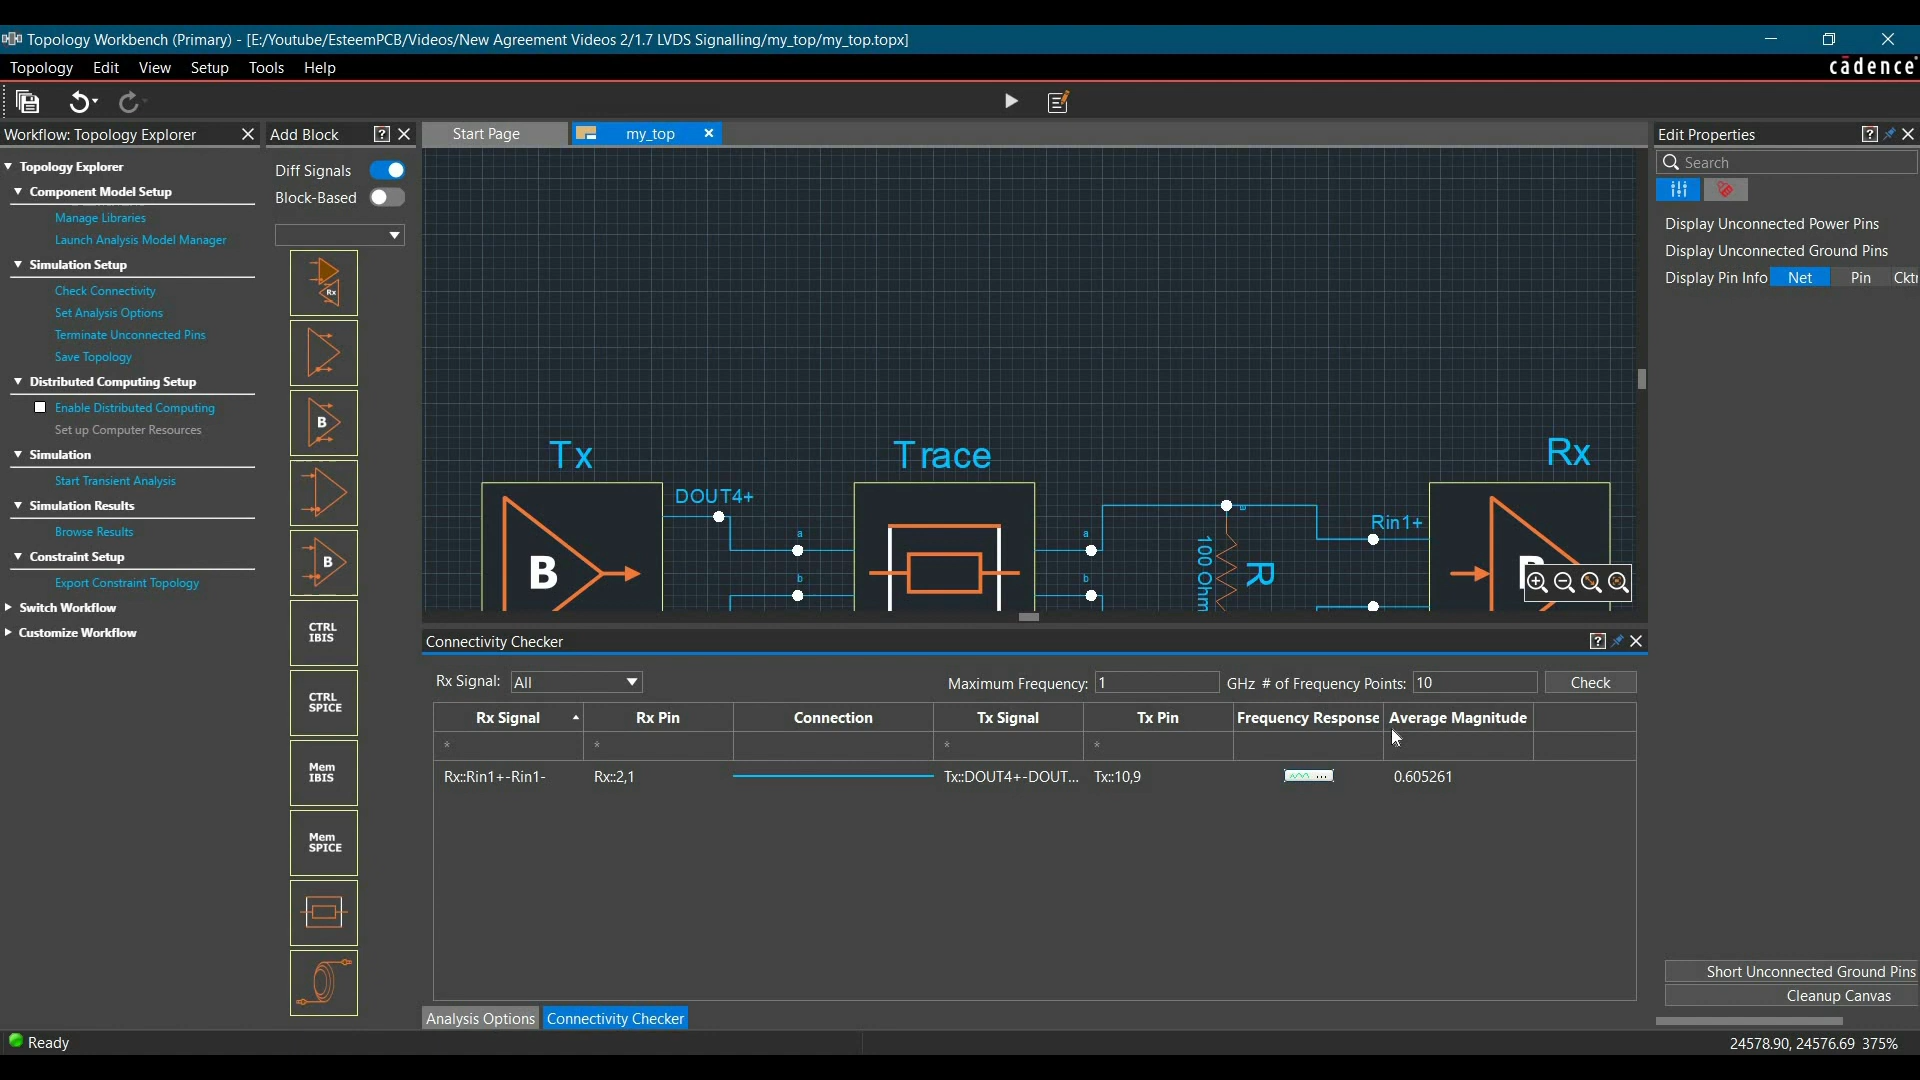 Topology Workbench (Primary) - [E:/Youtube/EsteemPCB/Videos/New Agreement Videos 2/1.7 LVDS Signalling/my_top/my_top.topx]
Topology Edit View Setup Tools Help
cādence
Workflow: Topology Explorer
Topology Explorer
Component Model Setup
Manage Libraries
Launch Analysis Model Manager
Simulation Setup
Check Connectivity
Set Analysis Options
Terminate Unconnected Pins
Save Topology
Distributed Computing Setup
Enable Distributed Computing
Set up Computer Resources
Simulation
Start Transient Analysis
Simulation Results
Browse Results
Constraint Setup
Export Constraint Topology
Switch Workflow
Customize Workflow
Add Block ?
Diff Signals
Block-Based
Rx
B
B
CTRL
IBIS
CTRL
SPICE
Mem
IBIS
Mem
SPICE
Start Page my_top
Tx Trace Rx
DOUT4+
B
a
b
a
b
a
100 Ohm
R
Rin1+
Connectivity Checker ?
Rx Signal: All Maximum Frequency: 1 GHz # of Frequency Points: 10 Check
Rx Signal Rx Pin Connection Tx Signal Tx Pin Frequency Response Average Magnitude
* * * *
Rx::Rin1+-Rin1- Rx::2,1 Tx::DOUT4+-DOUT... Tx::10,9 ... 0.605261
Analysis Options Connectivity Checker
Edit Properties ?
Search
Display Unconnected Power Pins
Display Unconnected Ground Pins
Display Pin Info Net Pin Ckt
Short Unconnected Ground Pins
Cleanup Canvas
Ready
24578.90, 24576.69 375%